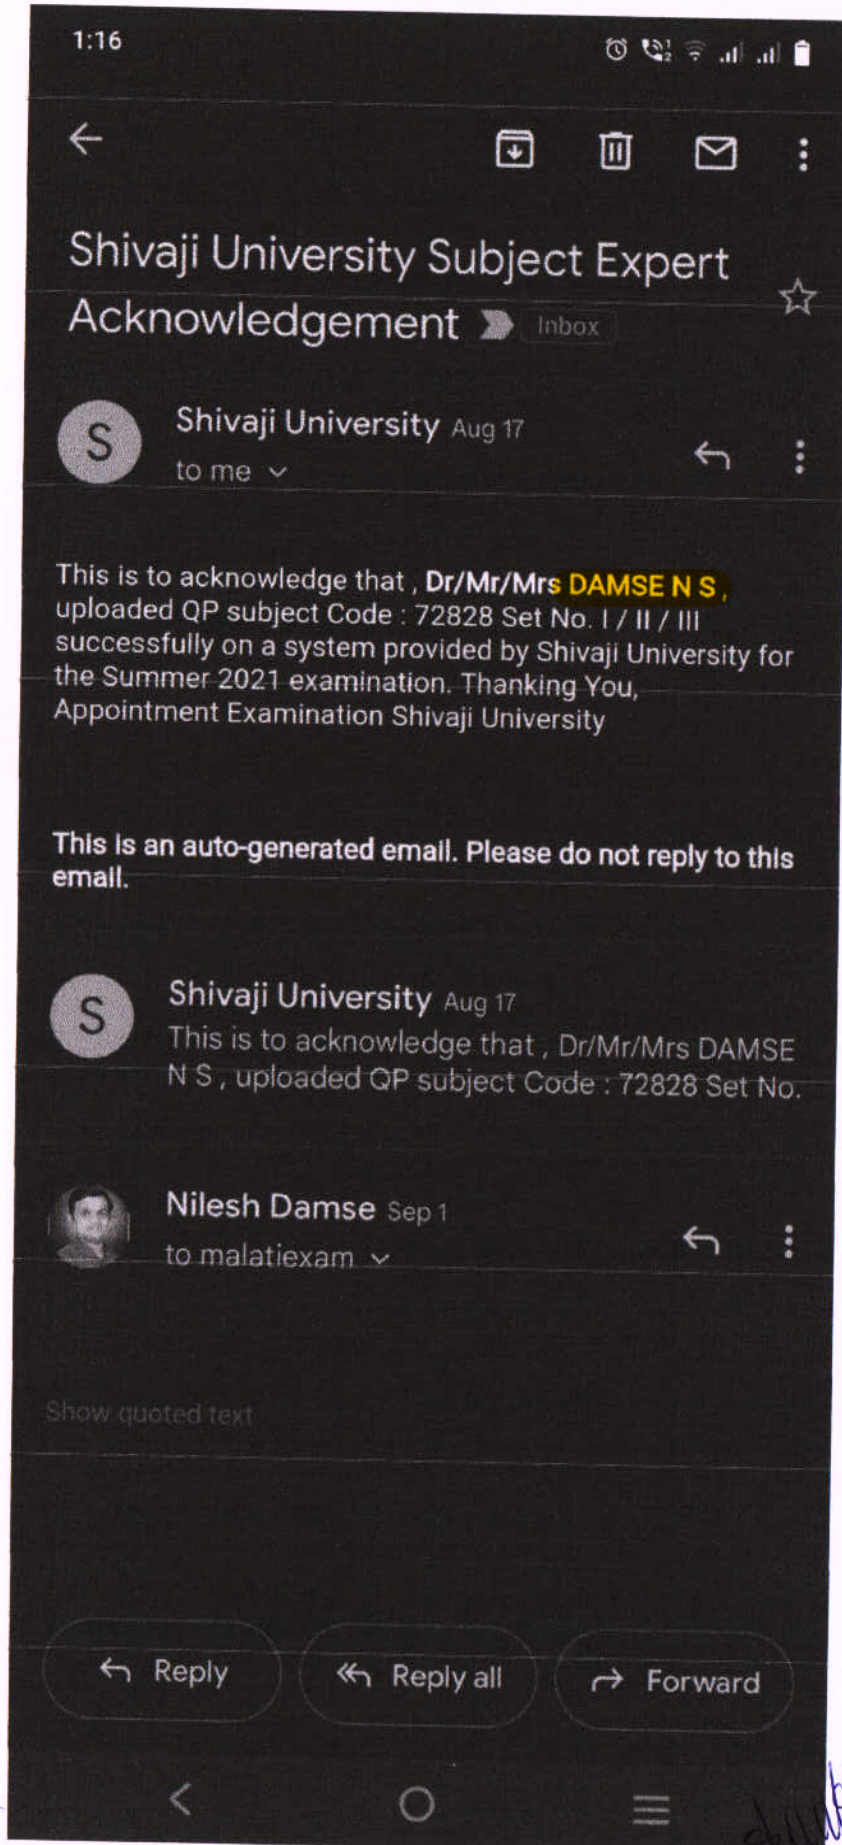 1:16
Shivaji University Subject Expert
Acknowledgement Inbox
S
Shivaji University Aug 17
to me
This is to acknowledge that , Dr/Mr/Mrs DAMSE N S ,
uploaded QP subject Code : 72828 Set No. I / II / III
successfully on a system provided by Shivaji University for
the Summer 2021 examination. Thanking You,
Appointment Examination Shivaji University
This is an auto-generated email. Please do not reply to this
email.
S
Shivaji University Aug 17
This is to acknowledge that , Dr/Mr/Mrs DAMSE
N S , uploaded QP subject Code : 72828 Set No.
Nilesh Damse Sep 1
to malatiexam
Show quoted text
Reply
Reply all
Forward